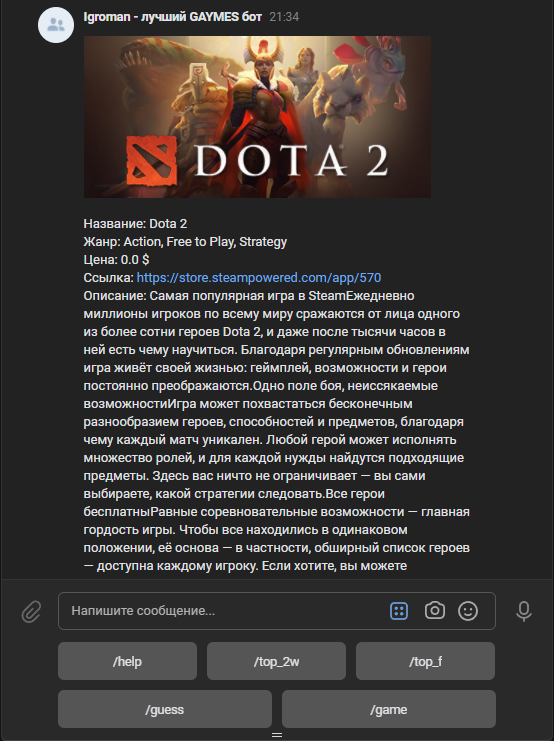 Igroman - лучший GAYMES бот 21:34
DOTA 2
Название: Dota 2
Жанр: Action, Free to Play, Strategy
Цена: 0.0 $
Ссылка: https://store.steampowered.com/app/570
Описание: Самая популярная игра в SteamЕжедневно
миллионы игроков по всему миру сражаются от лица одного
из более сотни героев Dota 2, и даже после тысячи часов в
ней есть чему научиться. Благодаря регулярным обновлениям
игра живёт своей жизнью: геймплей, возможности и герои
постоянно преображаются.Одно поле боя, неиссякаемые
возможностиИгра может похвастаться бесконечным
разнообразием героев, способностей и предметов, благодаря
чему каждый матч уникален. Любой герой может исполнять
множество ролей, и для каждой нужды найдутся подходящие
предметы. Здесь вас ничто не ограничивает — вы сами
выбираете, какой стратегии следовать.Все герои
бесплатныРавные соревновательные возможности — главная
гордость игры. Чтобы все находились в одинаковом
положении, её основа — в частности, обширный список героев
— доступна каждому игроку. Если хотите, вы можете
Напишите сообщение...
/help /top_2w /top_f
/guess /game